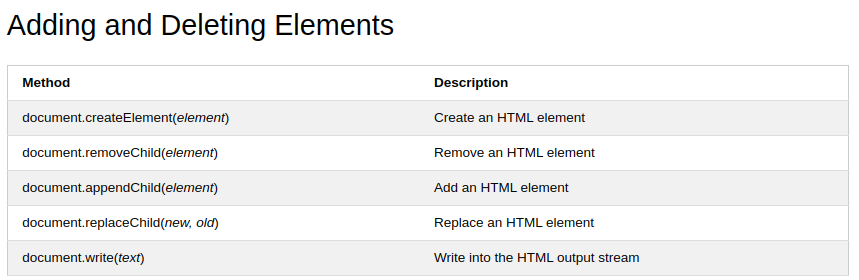 Adding and Deleting Elements
Method Description
document.createElement(element) Create an HTML element
document.removeChild(element) Remove an HTML element
document.appendChild(element) Add an HTML element
document.replaceChild(new, old) Replace an HTML element
document.write(text) Write into the HTML output stream